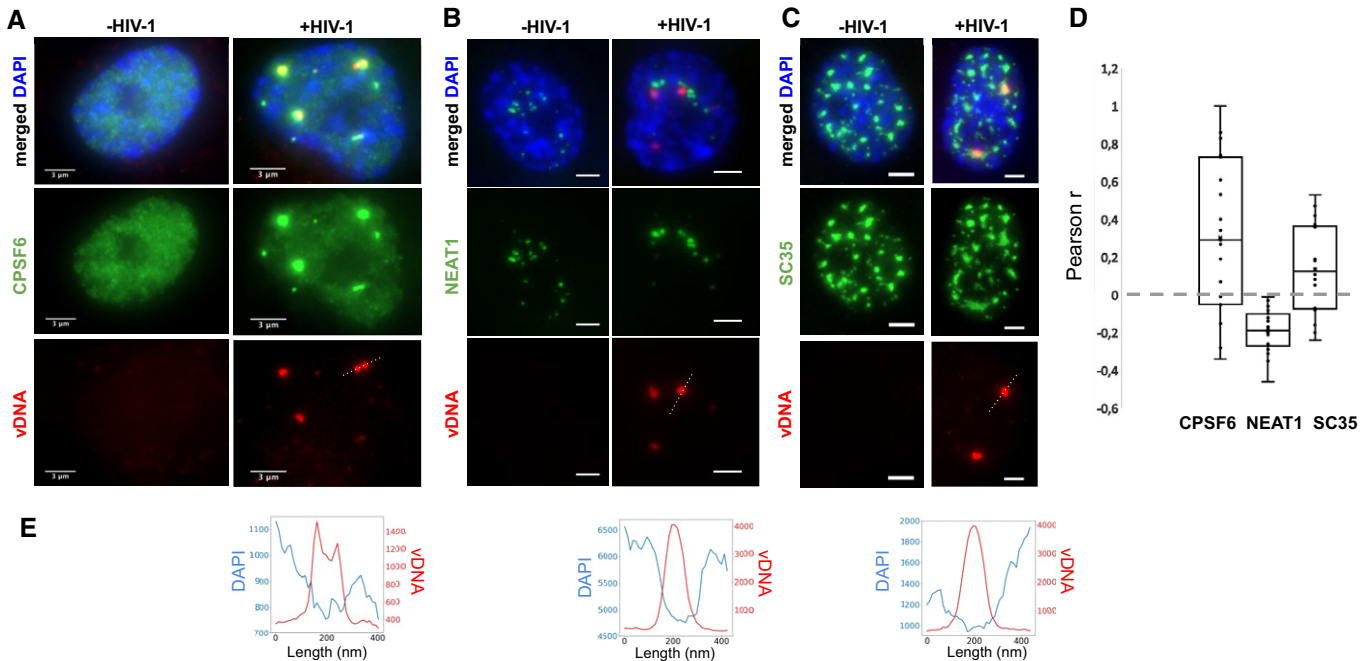 A
-HIV-1
+HIV-1
B
-HIV-1
+HIV-1
C
-HIV-1
+HIV-1
D
merged DAPI
3 µm
3 µm
CPSF6
3 µm
3 µm
vDNA
3 µm
3 µm
merged DAPI
NEAT1
vDNA
merged DAPI
SC35
vDNA
Pearson r
1,2
1
0,8
0,6
0,4
0,2
0
-0,2
-0,4
-0,6
CPSF6 NEAT1 SC35
E
DAPI
1100
1000
900
800
700
1400
1200
1000
800
600
400
vDNA
0 200 400
Length (nm)
DAPI
6500
6000
5500
5000
4500
4000
3000
2000
1000
vDNA
0 200 400
Length (nm)
DAPI
2000
1800
1600
1400
1200
1000
4000
3000
2000
1000
vDNA
0 200 400
Length (nm)